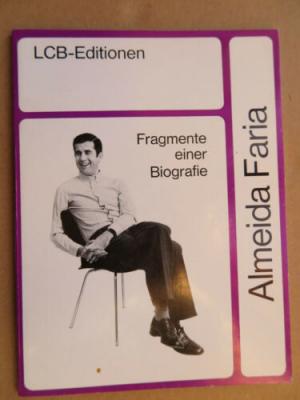 LCB-Editionen
Fragmente
einer
Biografie
Almeida Faria